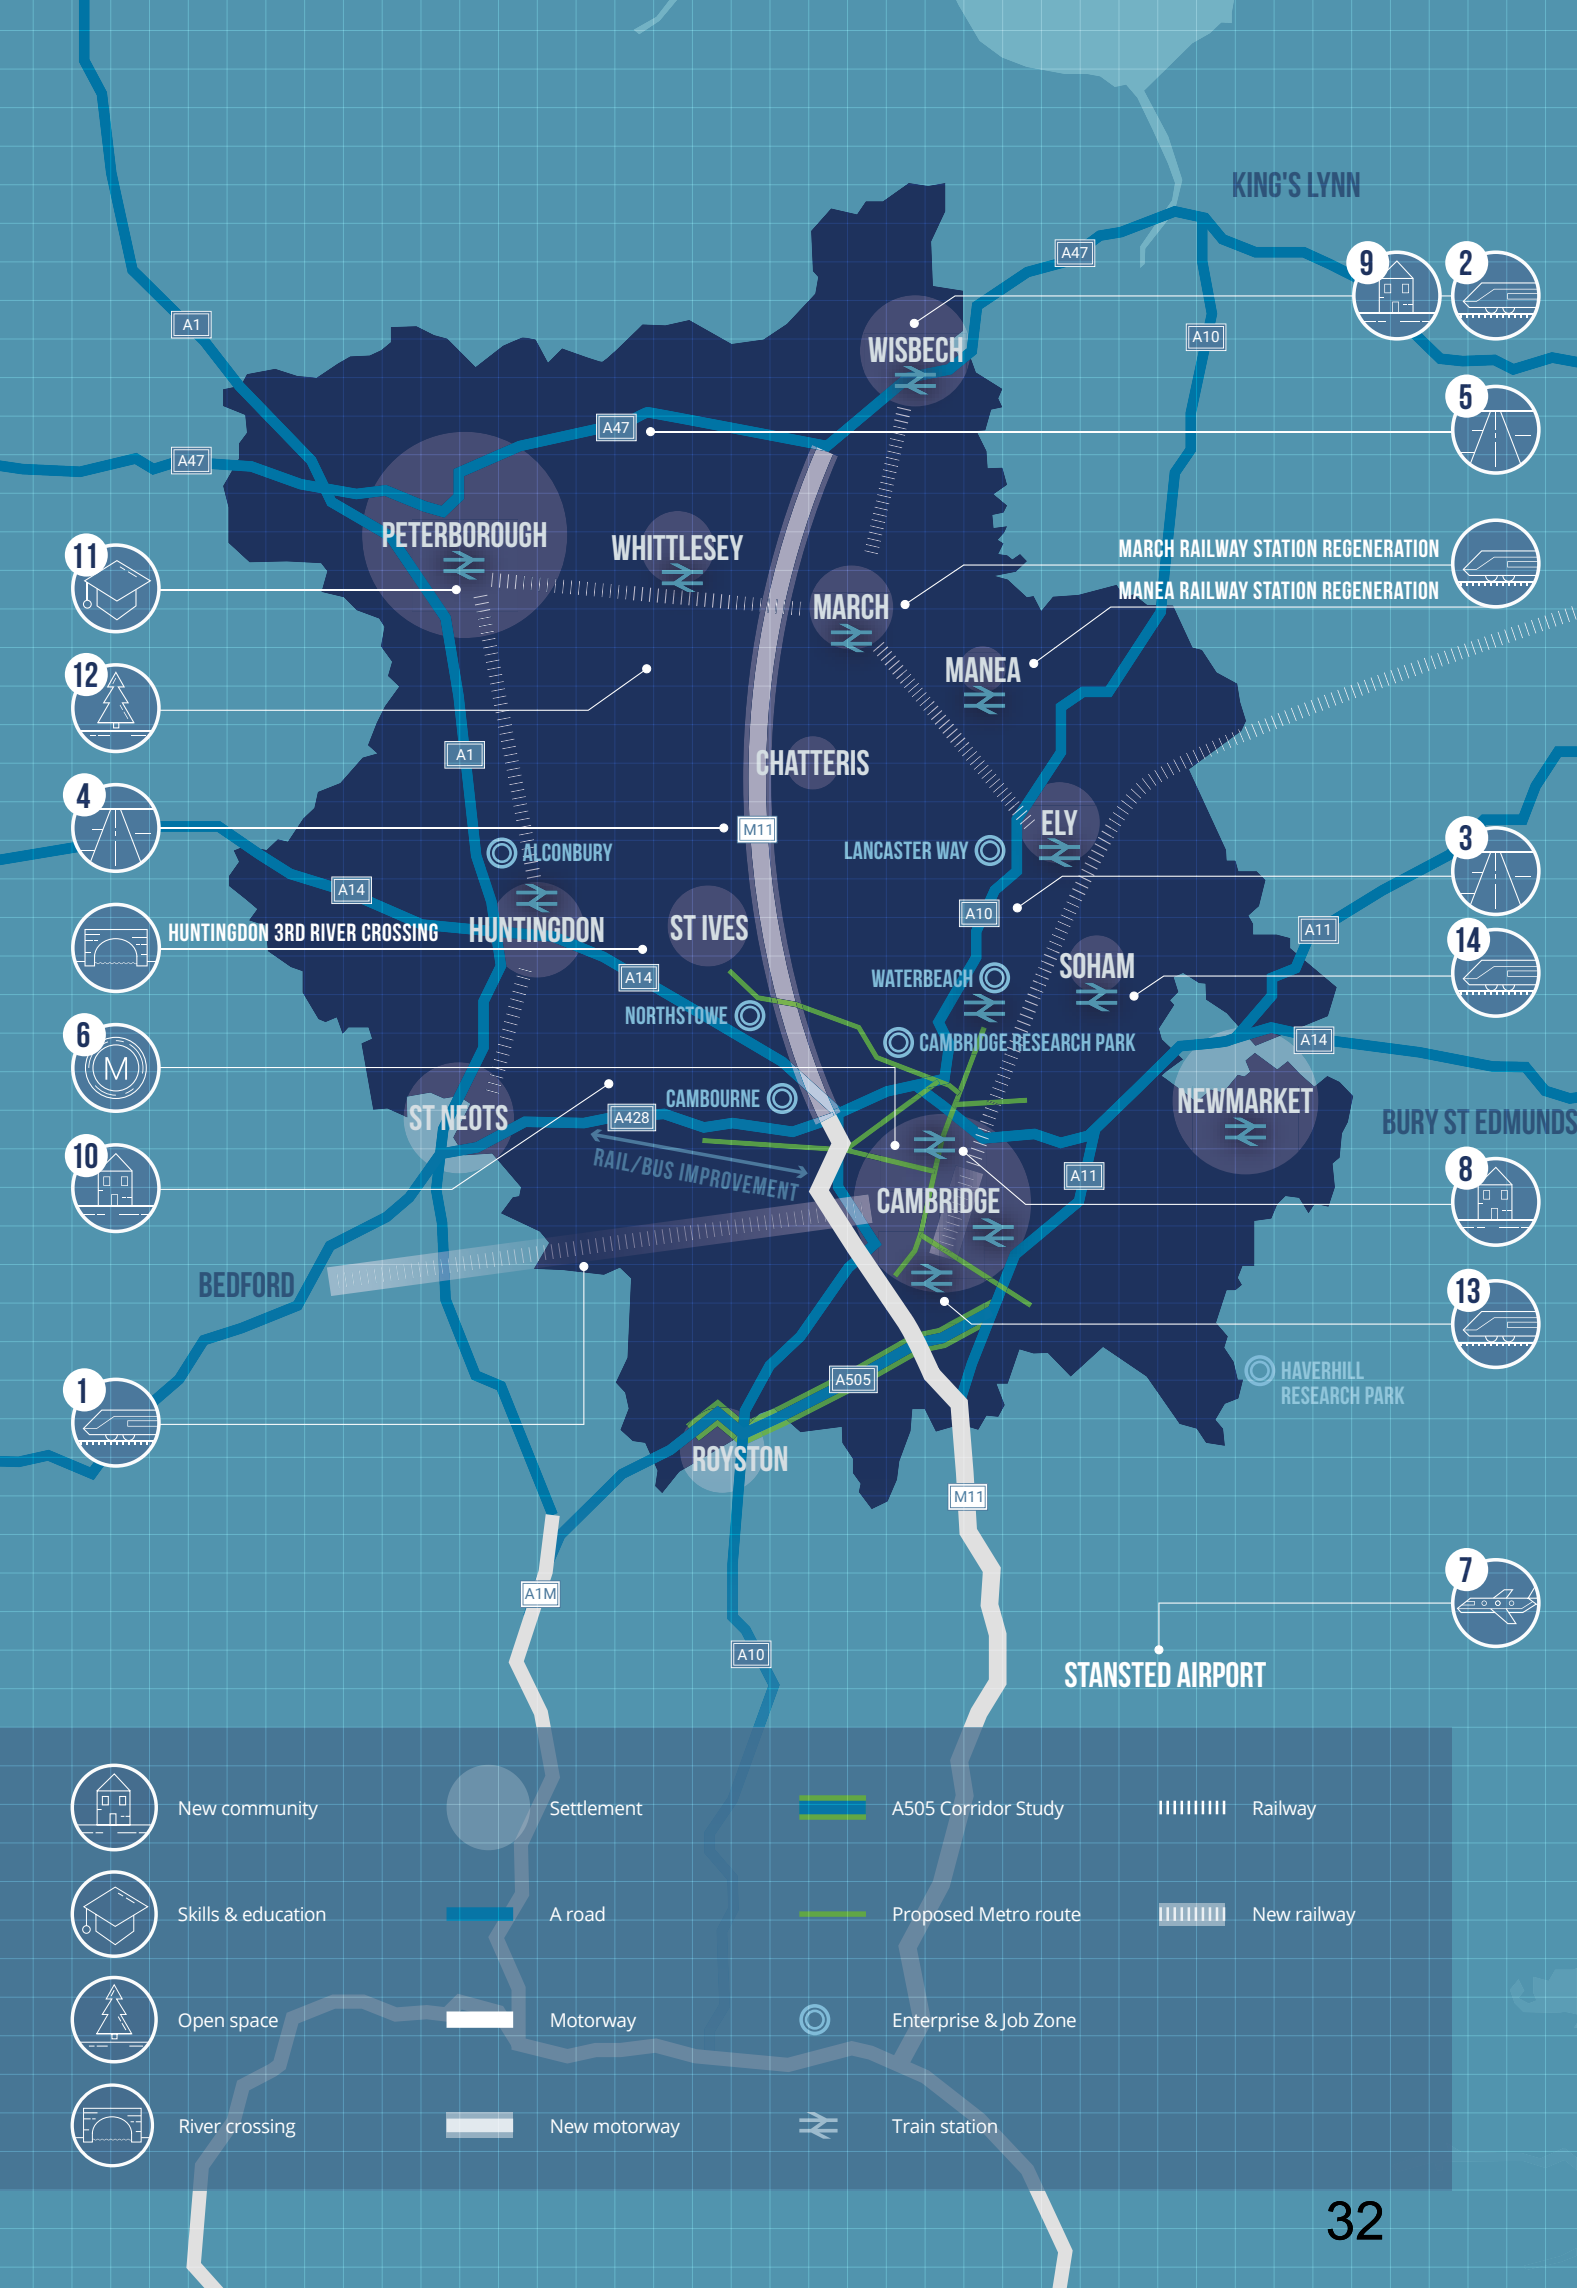 KING'S LYNN
A47
9
2
A1
A10
WISBECH
5
A47
A47
PETERBOROUGH
WHITTLESEY
11
MARCH RAILWAY STATION REGENERATION
MANEA RAILWAY STATION REGENERATION
MARCH
12
MANEA
A1
CHATTERIS
4
M11
ELY
3
ALCONBURY
LANCASTER WAY
A14
A10
HUNTINGDON 3RD RIVER CROSSING
HUNTINGDON
ST IVES
A11
14
SOHAM
A14
WATERBEACH
NORTHSTOWE
6
M
CAMBRIDGE RESEARCH PARK
A14
CAMBOURNE
NEWMARKET
ST NEOTS
A428
BURY ST EDMUNDS
10
RAIL/BUS IMPROVEMENT
A11
8
CAMBRIDGE
BEDFORD
13
1
A505
HAVERHILL
RESEARCH PARK
ROYSTON
M11
A1M
7
A10
STANSTED AIRPORT
New community
Settlement
A505 Corridor Study
Railway
Skills & education
A road
Proposed Metro route
New railway
Open space
Motorway
Enterprise & Job Zone
River crossing
New motorway
Train station
32